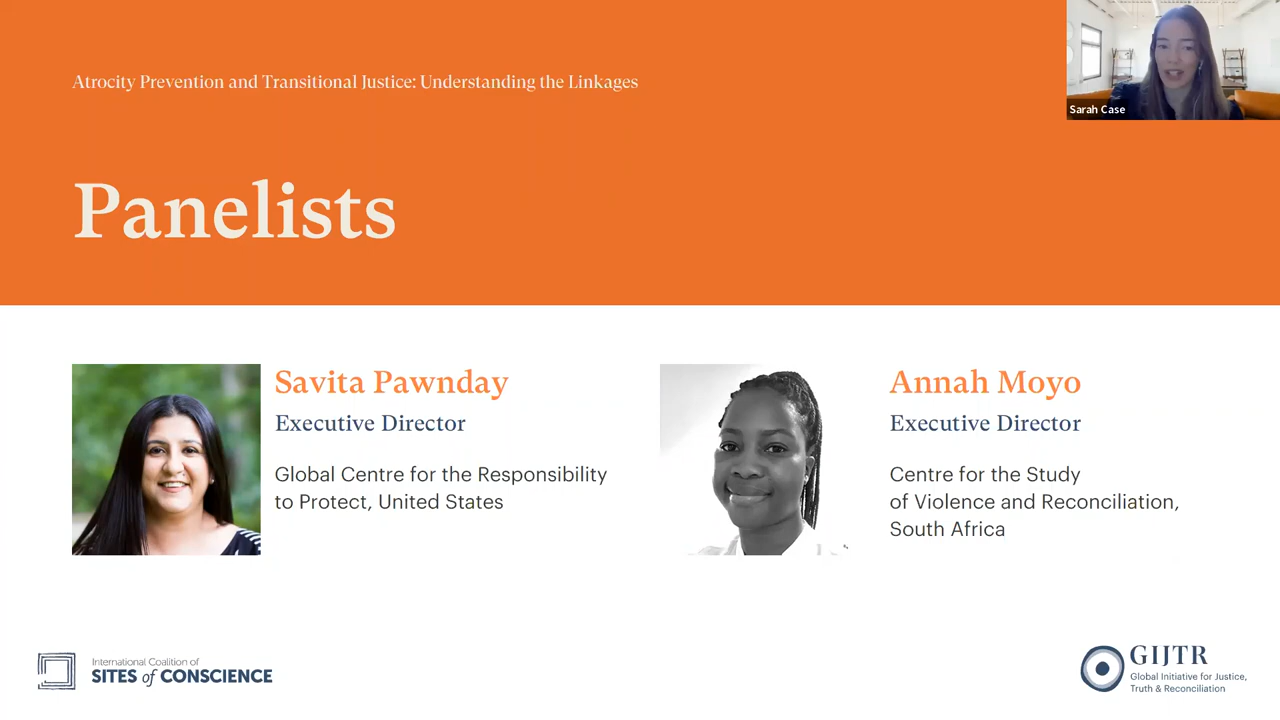 Atrocity Prevention and Transitional Justice: Understanding the Linkages
Sarah Case
Panelists
Savita Pawnday
Executive Director
Global Centre for the Responsibility
to Protect, United States
Annah Moyo
Executive Director
Centre for the Study
of Violence and Reconciliation,
South Africa
International Coalition of
SITES of CONSCIENCE
GIJTR
Global Initiative for Justice,
Truth & Reconciliation